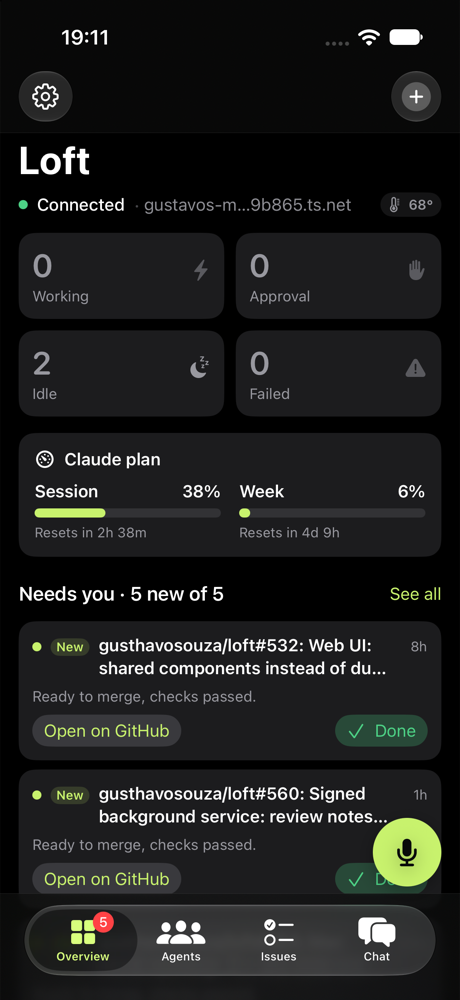 19:11
Loft
Connected · gustavos-m...9b865.ts.net 68°
0 Working
0 Approval
2 Idle
0 Failed
Claude plan
Session 38% Week 6%
Resets in 2h 38m Resets in 4d 9h
Needs you · 5 new of 5 See all
New gusthavosouza/loft#532: Web UI: 8h
shared components instead of du...
Ready to merge, checks passed.
Open on GitHub Done
New gusthavosouza/loft#560: Signed 1h
background service: review notes...
Ready to merge, checks passed.
Open on GitHub
5
Overview Agents Issues Chat